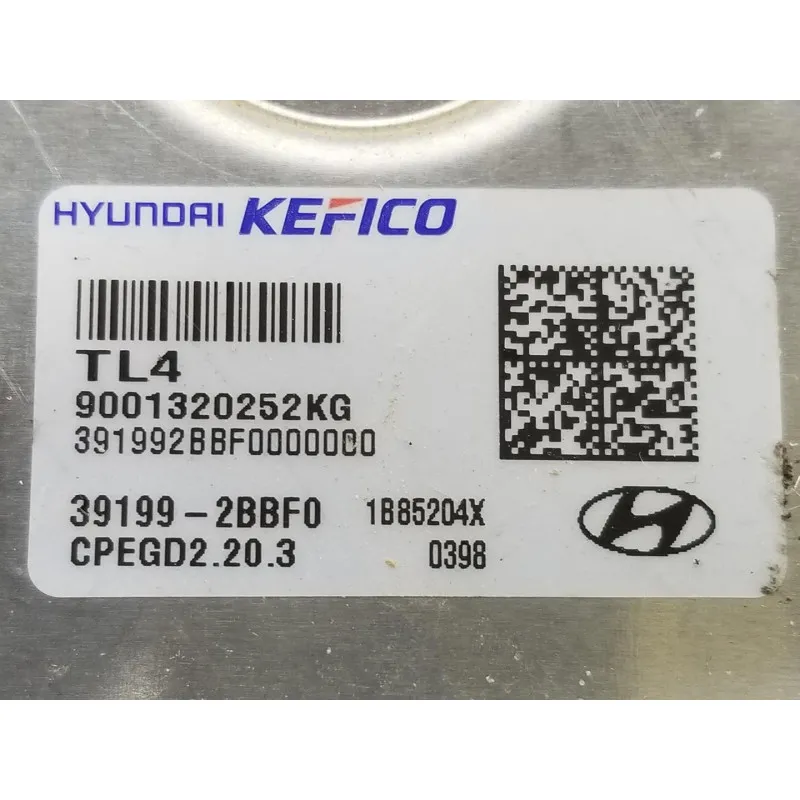 HYUNDAI KEFICO
TL4
9001320252KG
391992BBF0000000
39199-2BBF0 1B85204X
CPEGD2.20.3 0398